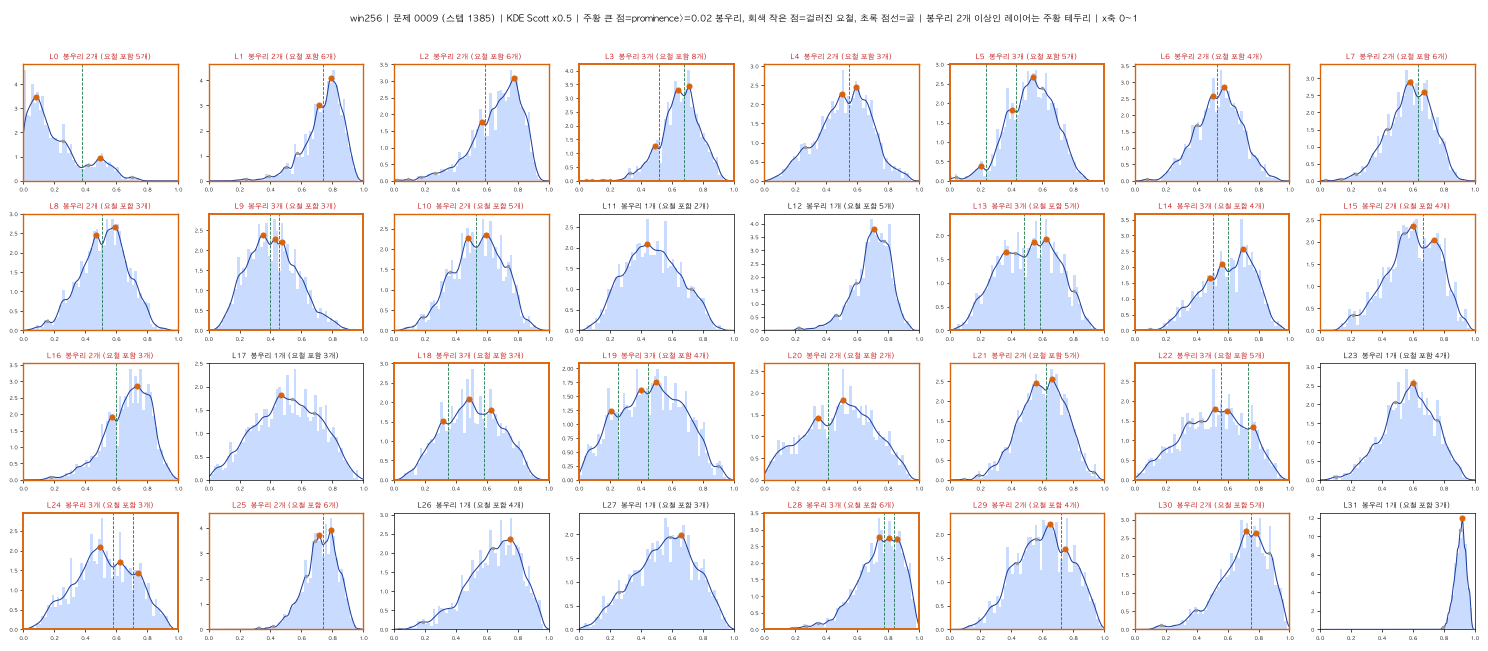 win256 | 문제 0009 (스텝 1385) | KDE Scott x0.5 | 주황 큰 점=prominence>=0.02 봉우리, 회색 작은 점=걸러진 요철, 초록 점선=골 | 봉우리 2개 이상인 레이어는 주황 테두리 | x축 0~1
L0 봉우리 2개 (요철 포함 5개)
L1 봉우리 2개 (요철 포함 6개)
L2 봉우리 2개 (요철 포함 6개)
L3 봉우리 3개 (요철 포함 8개)
L4 봉우리 2개 (요철 포함 3개)
L5 봉우리 3개 (요철 포함 5개)
L6 봉우리 2개 (요철 포함 4개)
L7 봉우리 2개 (요철 포함 6개)
L8 봉우리 2개 (요철 포함 3개)
L9 봉우리 3개 (요철 포함 3개)
L10 봉우리 2개 (요철 포함 5개)
L11 봉우리 1개 (요철 포함 2개)
L12 봉우리 1개 (요철 포함 5개)
L13 봉우리 3개 (요철 포함 5개)
L14 봉우리 3개 (요철 포함 4개)
L15 봉우리 2개 (요철 포함 4개)
L16 봉우리 2개 (요철 포함 3개)
L17 봉우리 1개 (요철 포함 3개)
L18 봉우리 3개 (요철 포함 3개)
L19 봉우리 3개 (요철 포함 4개)
L20 봉우리 2개 (요철 포함 2개)
L21 봉우리 2개 (요철 포함 5개)
L22 봉우리 3개 (요철 포함 5개)
L23 봉우리 1개 (요철 포함 4개)
L24 봉우리 3개 (요철 포함 3개)
L25 봉우리 2개 (요철 포함 6개)
L26 봉우리 1개 (요철 포함 4개)
L27 봉우리 1개 (요철 포함 3개)
L28 봉우리 3개 (요철 포함 6개)
L29 봉우리 2개 (요철 포함 4개)
L30 봉우리 2개 (요철 포함 5개)
L31 봉우리 1개 (요철 포함 3개)